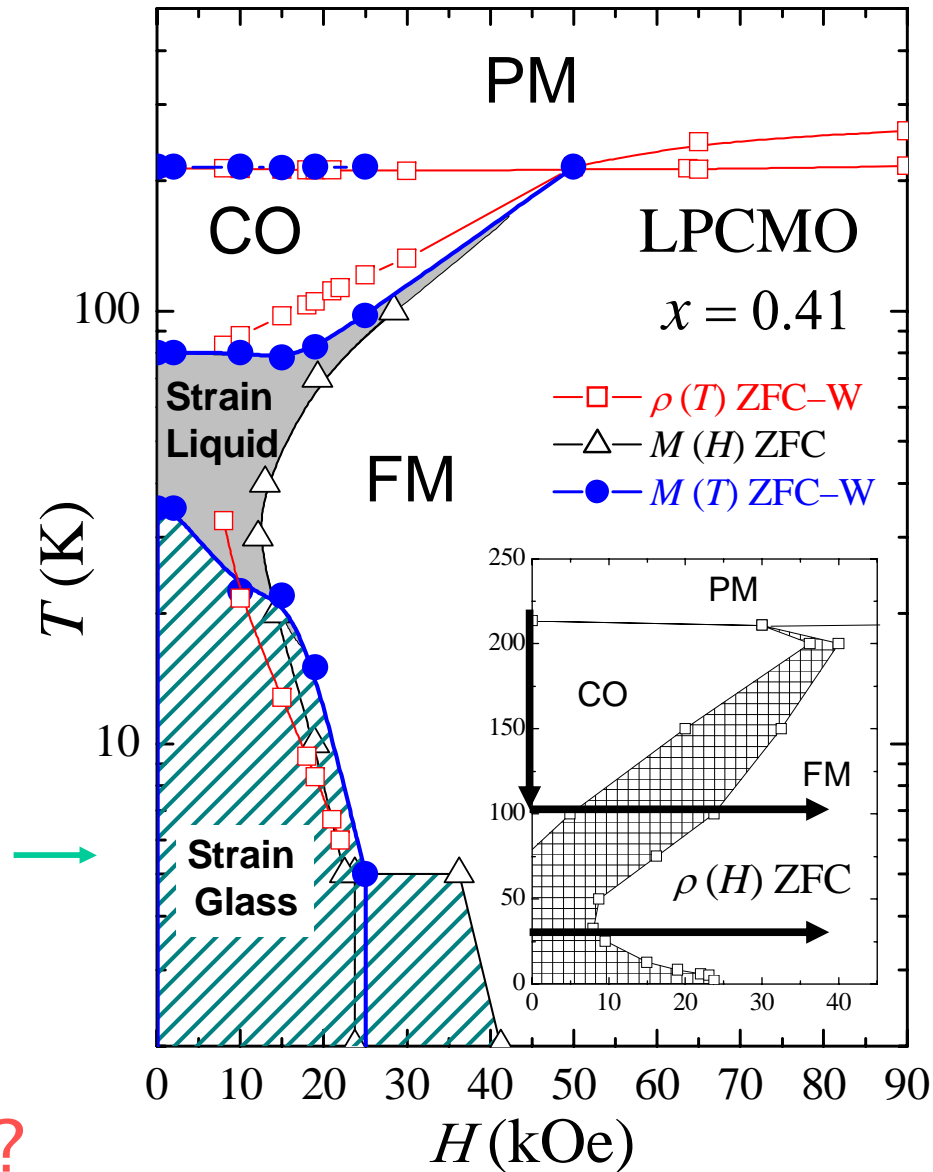 PM
CO
LPCMO
x = 0.41
100
Strain
Liquid
ρ (T) ZFC–W
M (H) ZFC
M (T) ZFC–W
FM
T (K)
10
Strain
Glass
250
200
150
100
50
0
PM
CO
FM
ρ (H) ZFC
0 10 20 30 40
0 10 20 30 40 50 60 70 80 90
H (kOe)
?